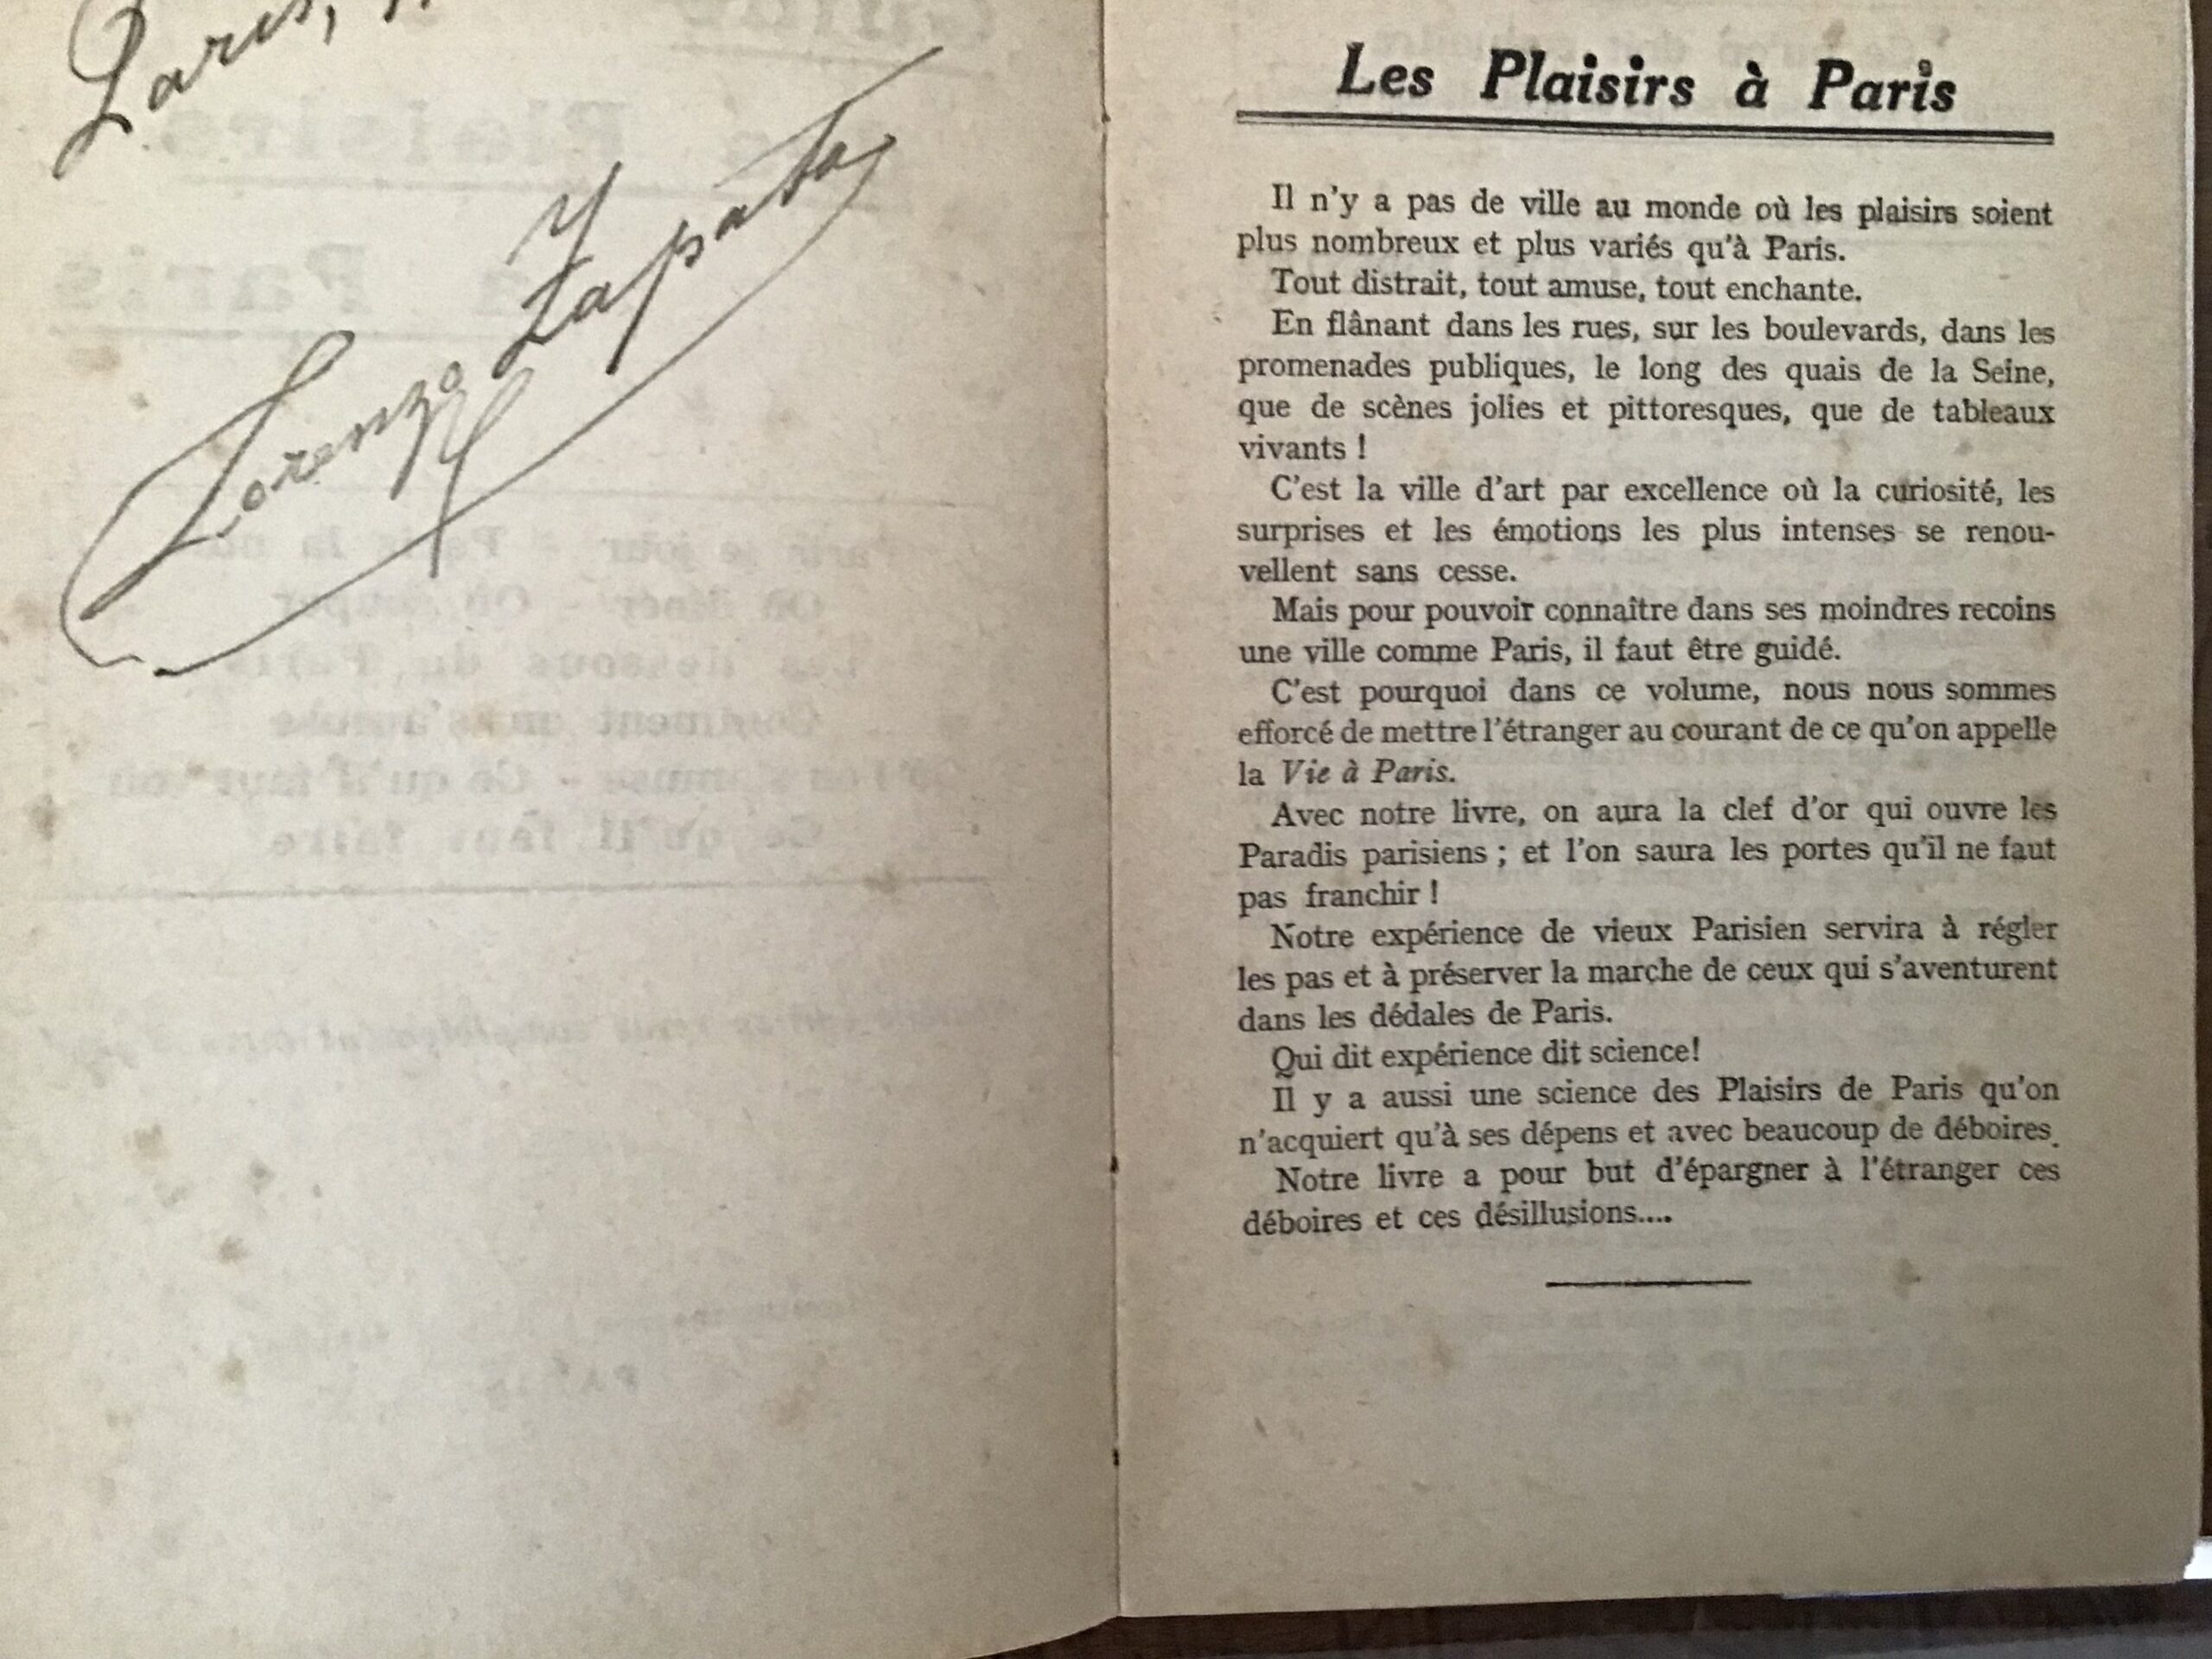 Paris,
Lorenzo Y Zapata
Les Plaisirs à Paris
Il n'y a pas de ville au monde où les plaisirs soient
plus nombreux et plus variés qu'à Paris.
Tout distrait, tout amuse, tout enchante.
En flânant dans les rues, sur les boulevards, dans les
promenades publiques, le long des quais de la Seine,
que de scènes jolies et pittoresques, que de tableaux
vivants !
C'est la ville d'art par excellence où la curiosité, les
surprises et les émotions les plus intenses se renou-
vellent sans cesse.
Mais pour pouvoir connaître dans ses moindres recoins
une ville comme Paris, il faut être guidé.
C'est pourquoi dans ce volume, nous nous sommes
efforcé de mettre l'étranger au courant de ce qu'on appelle
la Vie à Paris.
Avec notre livre, on aura la clef d'or qui ouvre les
Paradis parisiens ; et l'on saura les portes qu'il ne faut
pas franchir !
Notre expérience de vieux Parisien servira à régler
les pas et à préserver la marche de ceux qui s'aventurent
dans les dédales de Paris.
Qui dit expérience dit science!
Il y a aussi une science des Plaisirs de Paris qu'on
n'acquiert qu'à ses dépens et avec beaucoup de déboires.
Notre livre a pour but d'épargner à l'étranger ces
déboires et ces désillusions....